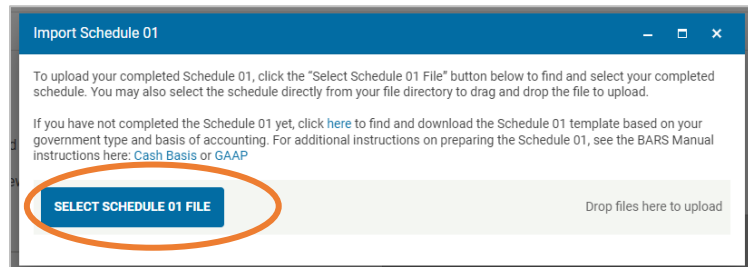 Import Schedule 01
To upload your completed Schedule 01, click the “Select Schedule 01 File” button below to find and select your completed
schedule. You may also select the schedule directly from your file directory to drag and drop the file to upload.
If you have not completed the Schedule 01 yet, click here to find and download the Schedule 01 template based on your
government type and basis of accounting. For additional instructions on preparing the Schedule 01, see the BARS Manual
instructions here: Cash Basis or GAAP
SELECT SCHEDULE 01 FILE
Drop files here to upload